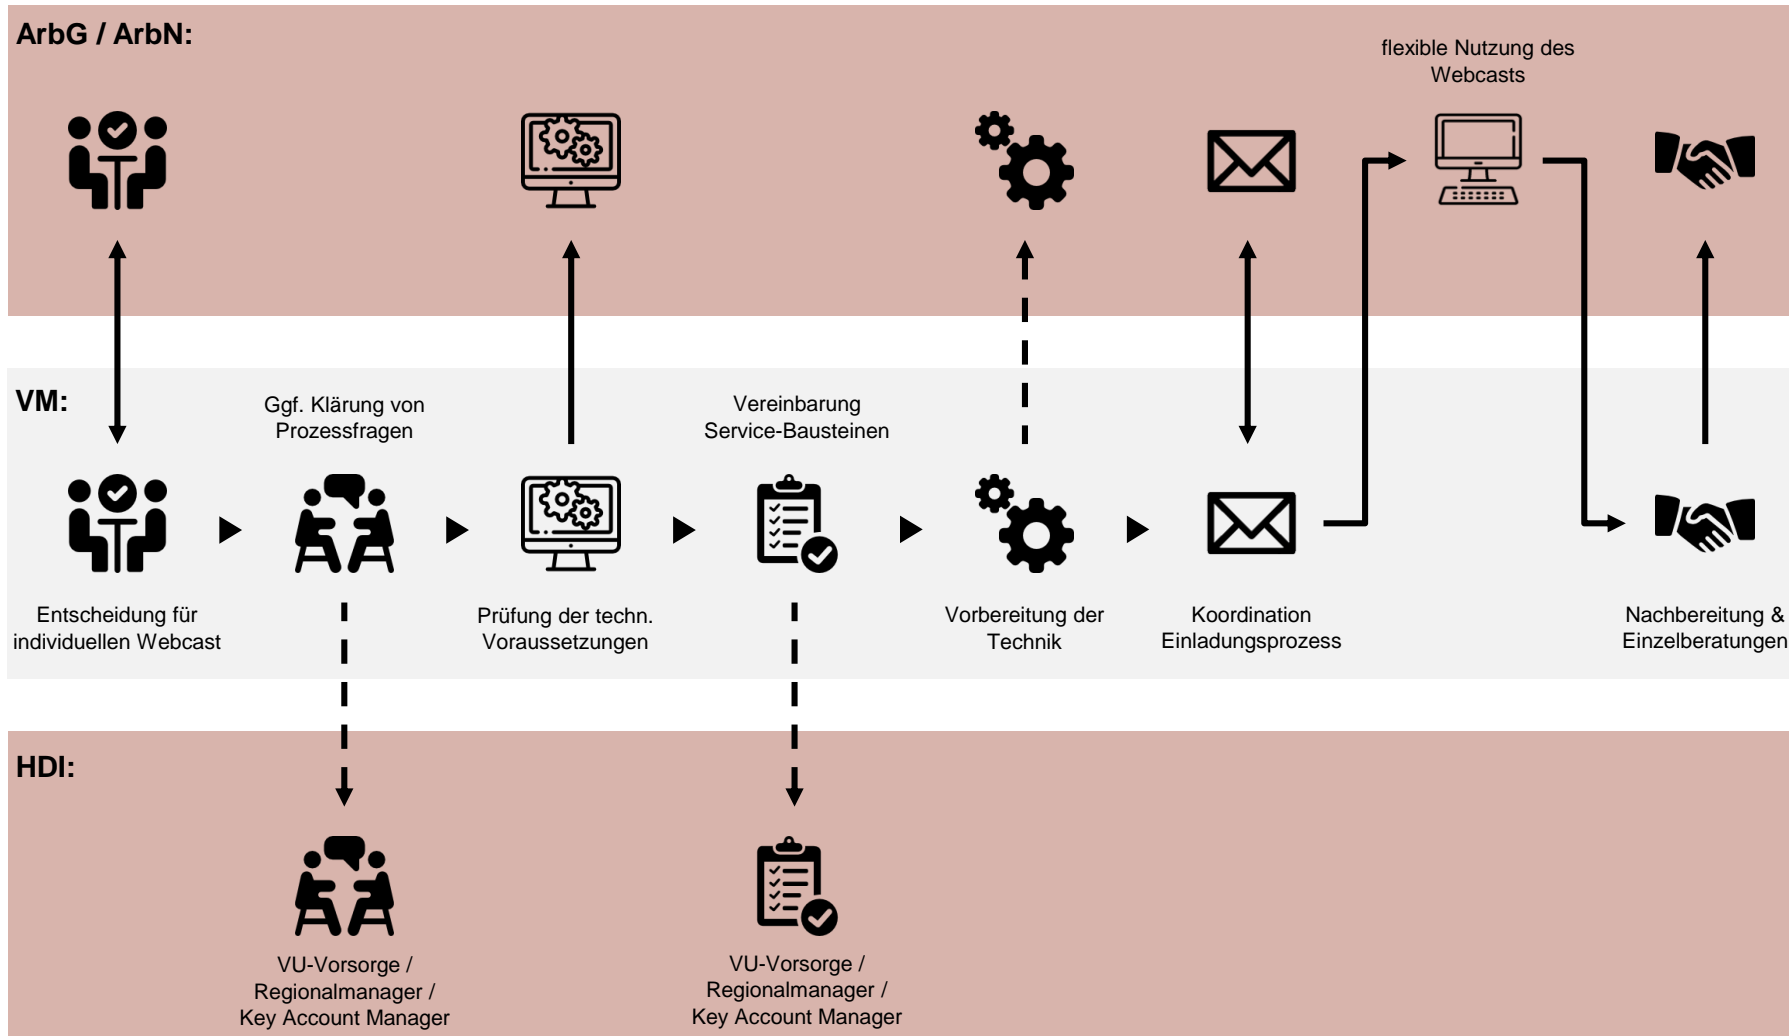 ArbG / ArbN:
flexible Nutzung des
Webcasts
VM:
Ggf. Klärung von
Prozessfragen
Vereinbarung
Service-Bausteinen
Entscheidung für
individuellen Webcast
Prüfung der techn.
Voraussetzungen
Vorbereitung der
Technik
Koordination
Einladungsprozess
Nachbereitung &
Einzelberatungen
HDI:
VU-Vorsorge /
Regionalmanager /
Key Account Manager
VU-Vorsorge /
Regionalmanager /
Key Account Manager